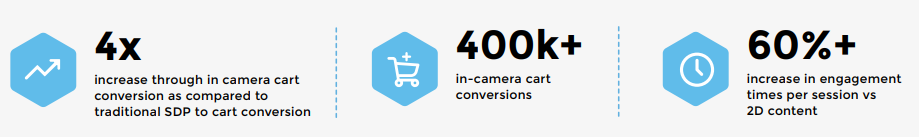 4x
increase through in camera cart
conversion as compared to
traditional SDP to cart conversion
400k+
in-camera cart
conversions
60%+
increase in engagement
times per session vs
2D content